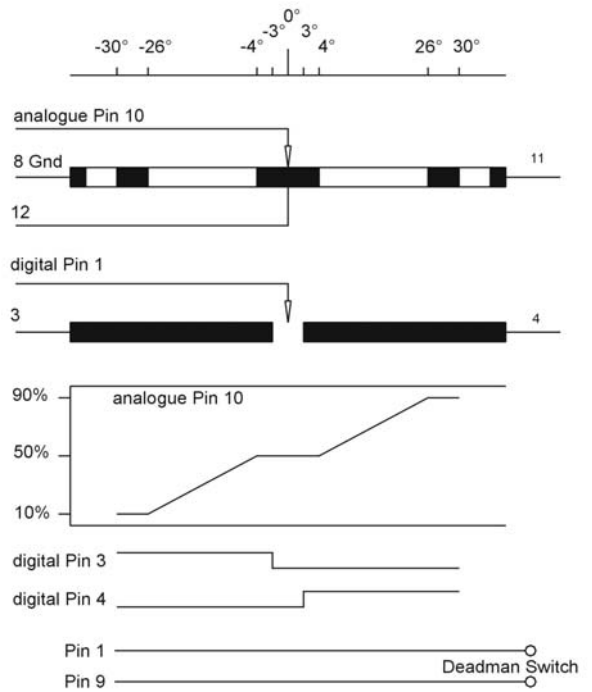 0°
-3° 3°
-30° -26° -4° 4° 26° 30°
analogue Pin 10
8 Gnd 11
12
digital Pin 1
3 4
90% analogue Pin 10
50%
10%
digital Pin 3
digital Pin 4
Pin 1
Deadman Switch
Pin 9